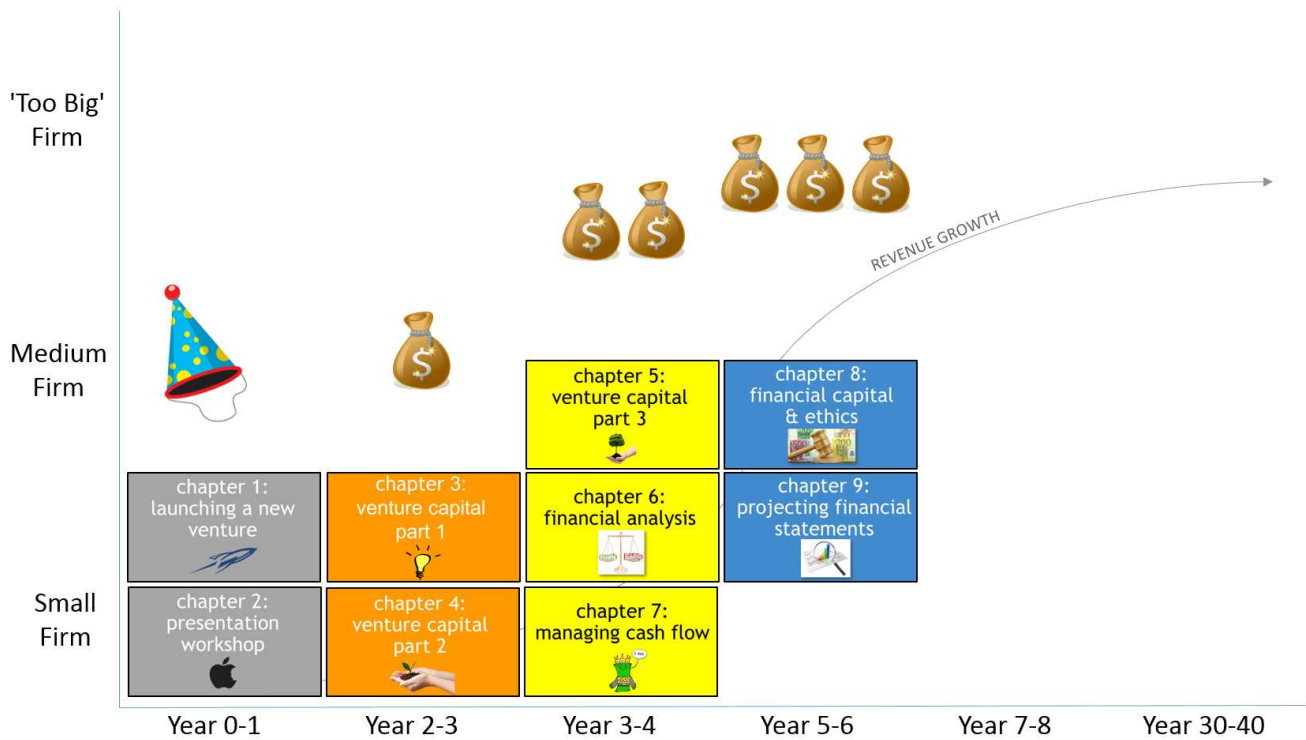 'Too Big'
Firm
$ $ $
$ $
REVENUE GROWTH
Medium
Firm
$
chapter 5:
venture capital
part 3
chapter 8:
financial capital
& ethics
500
200
chapter 1:
launching a new
venture
chapter 3:
venture capital
part 1
chapter 6:
financial analysis
chapter 9:
projecting financial
statements
Small
Firm
chapter 2:
presentation
workshop
chapter 4:
venture capital
part 2
chapter 7:
managing cash flow
Year 0-1
Year 2-3
Year 3-4
Year 5-6
Year 7-8
Year 30-40